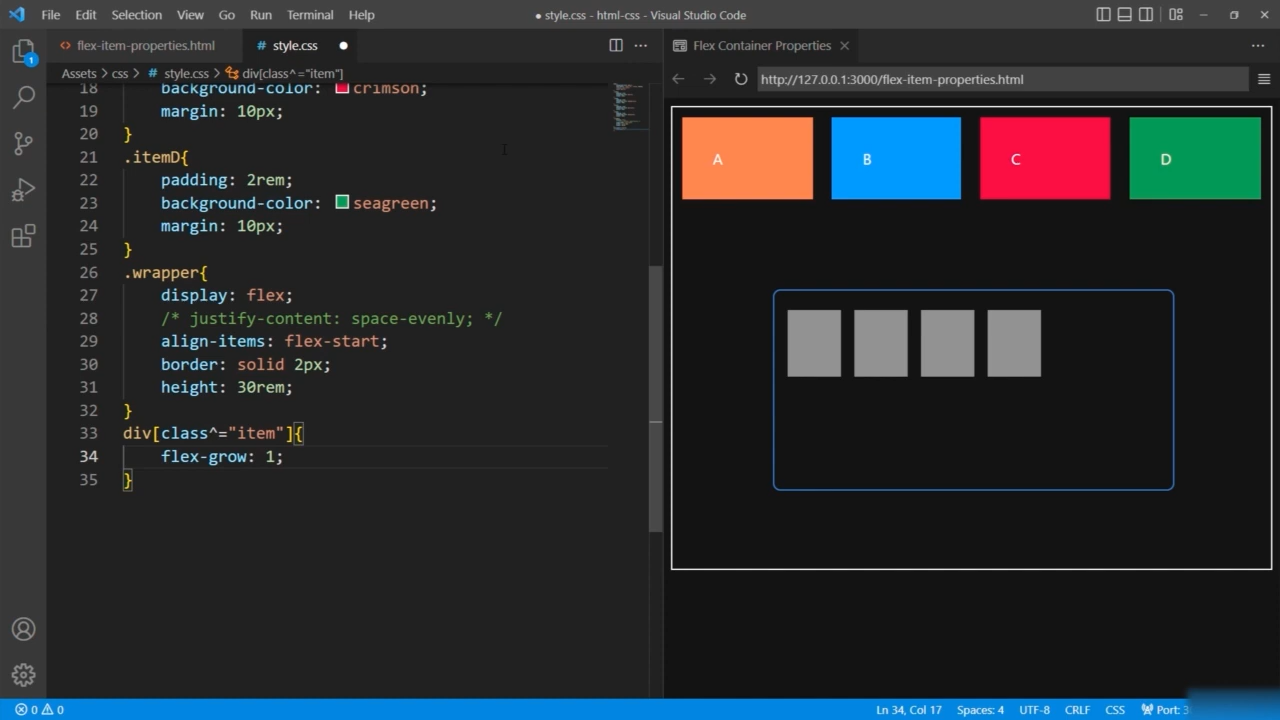 File Edit Selection View Go Run Terminal Help
● style.css - html-css - Visual Studio Code
flex-item-properties.html
# style.css ●
Flex Container Properties
Assets > css > # style.css > div[class^="item"]
http://127.0.0.1:3000/flex-item-properties.html
1
18 background-color: crimson;
19 margin: 10px;
20 }
21 .itemD{
22 padding: 2rem;
23 background-color: seagreen;
24 margin: 10px;
25 }
26 .wrapper{
27 display: flex;
28 /* justify-content: space-evenly; */
29 align-items: flex-start;
30 border: solid 2px;
31 height: 30rem;
32 }
33 div[class^="item"]{
34 flex-grow: 1;
35 }
A B C D
0 0 Ln 34, Col 17 Spaces: 4 UTF-8 CRLF CSS Port: